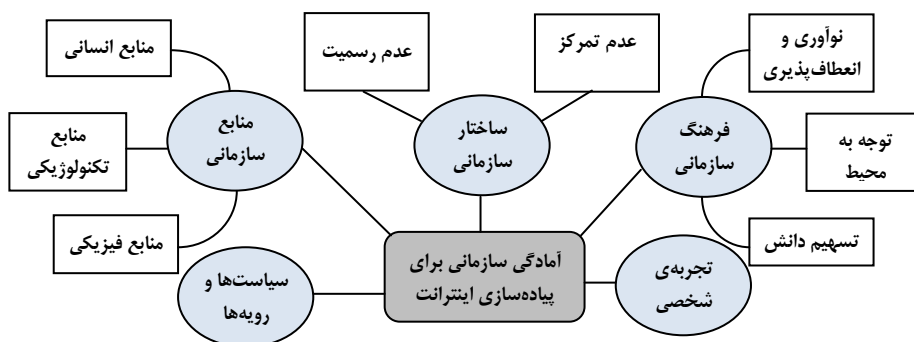 نوآوری و
انعطاف‌پذیری
عدم تمرکز
عدم رسمیت
منابع انسانی
فرهنگ
سازمانی
ساختار
سازمانی
منابع
سازمانی
توجه به
محیط
منابع
تکنولوژیکی
تسهیم دانش
منابع فیزیکی
تجربه‌ی
شخصی
آمادگی سازمانی برای
پیاده‌سازی اینترانت
سیاست‌ها و
رویه‌ها